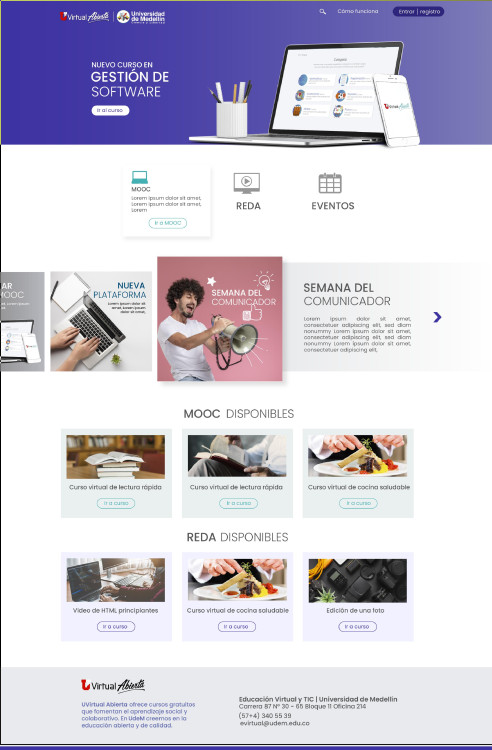 Virtual Abierta
Universidad
de Medellín
Cómo funciona
Entrar | registro
NUEVO CURSO EN
GESTIÓN DE
SOFTWARE
Ir al curso
Virtual Abierta
MOOC
Lorem ipsum dolor sit amet,
Lorem ipsum dolor sit amet,
Lorem
Ir a MOOC
REDA
EVENTOS
AR
MOOC
NUEVA
PLATAFORMA
Lorem ipsum dolor sit
amet, Lorem ipsum
dolor sit amet,
SEMANA DEL
COMUNICADOR
SEMANA DEL
COMUNICADOR
Lorem ipsum dolor sit amet,
consectetuer adipiscing elit, sed diam
nonummy Lorem ipsum dolor sit amet,
consectetuer adipiscing elit, sed diam
nonummy Lorem ipsum dolor sit amet,
consectetuer adipiscing elit,
MOOC DISPONIBLES
Curso virtual de lectura rápida
Ir a curso
Curso virtual de lectura rápida
Ir a curso
Curso virtual de cocina saludable
Ir a curso
REDA DISPONIBLES
Vídeo de HTML principiantes
Ir a curso
Curso virtual de cocina saludable
Ir a curso
Edición de una foto
Ir a curso
Virtual Abierta
UVirtual Abierta ofrece cursos gratuitos
que fomentan el aprendizaje social y
colaborativo. En UdeM creemos en la
educación abierta y de calidad.
Educación Virtual y TIC | Universidad de Medellín
Carrera 87 N° 30 - 65 Bloque 11 Oficina 214
(57+4) 340 55 39
evirtual@udem.edu.co